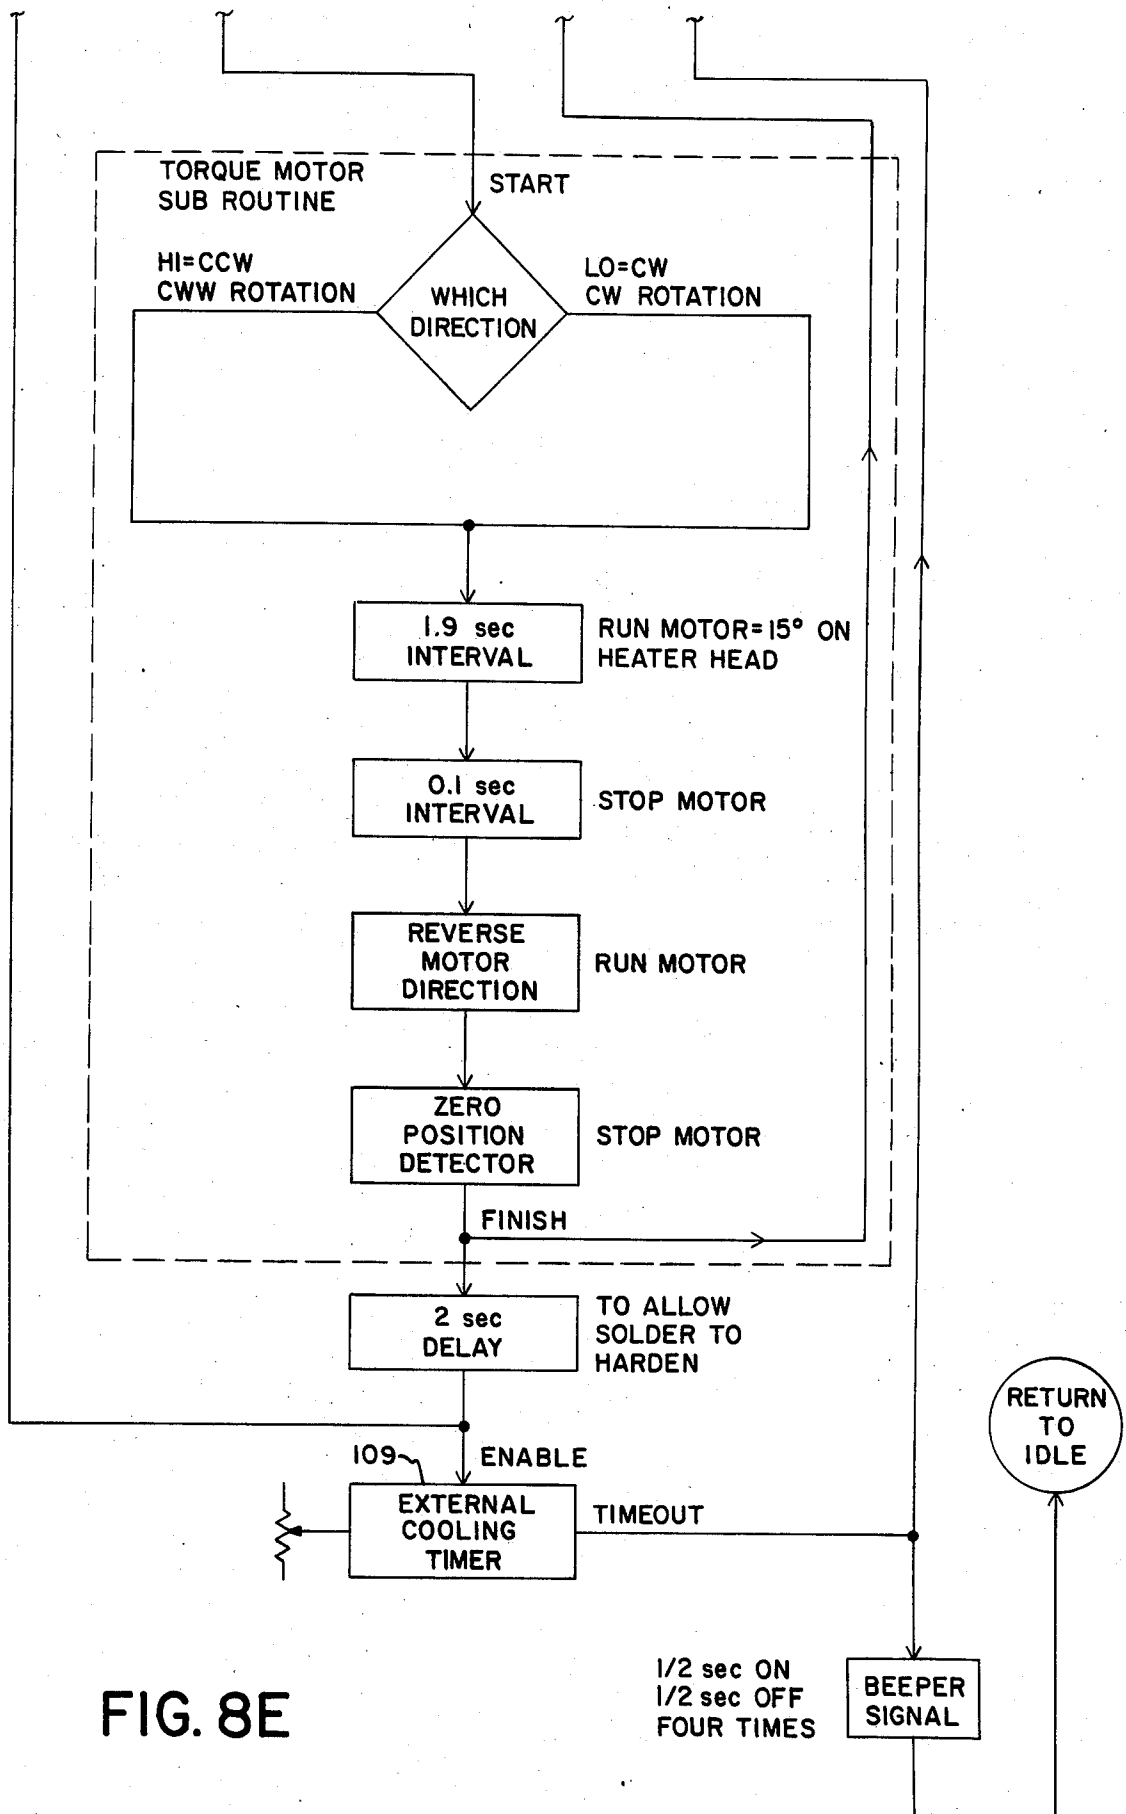 TORQUE MOTOR
SUB ROUTINE
START
HI=CCW
CWW ROTATION
WHICH
DIRECTION
LO=CW
CW ROTATION
1.9 sec
INTERVAL
RUN MOTOR=15° ON
HEATER HEAD
0.1 sec
INTERVAL
STOP MOTOR
REVERSE
MOTOR
DIRECTION
RUN MOTOR
ZERO
POSITION
DETECTOR
STOP MOTOR
FINISH
2 sec
DELAY
TO ALLOW
SOLDER TO
HARDEN
RETURN
TO
IDLE
109
ENABLE
EXTERNAL
COOLING
TIMER
TIMEOUT
1/2 sec ON
1/2 sec OFF
FOUR TIMES
BEEPER
SIGNAL
FIG. 8E